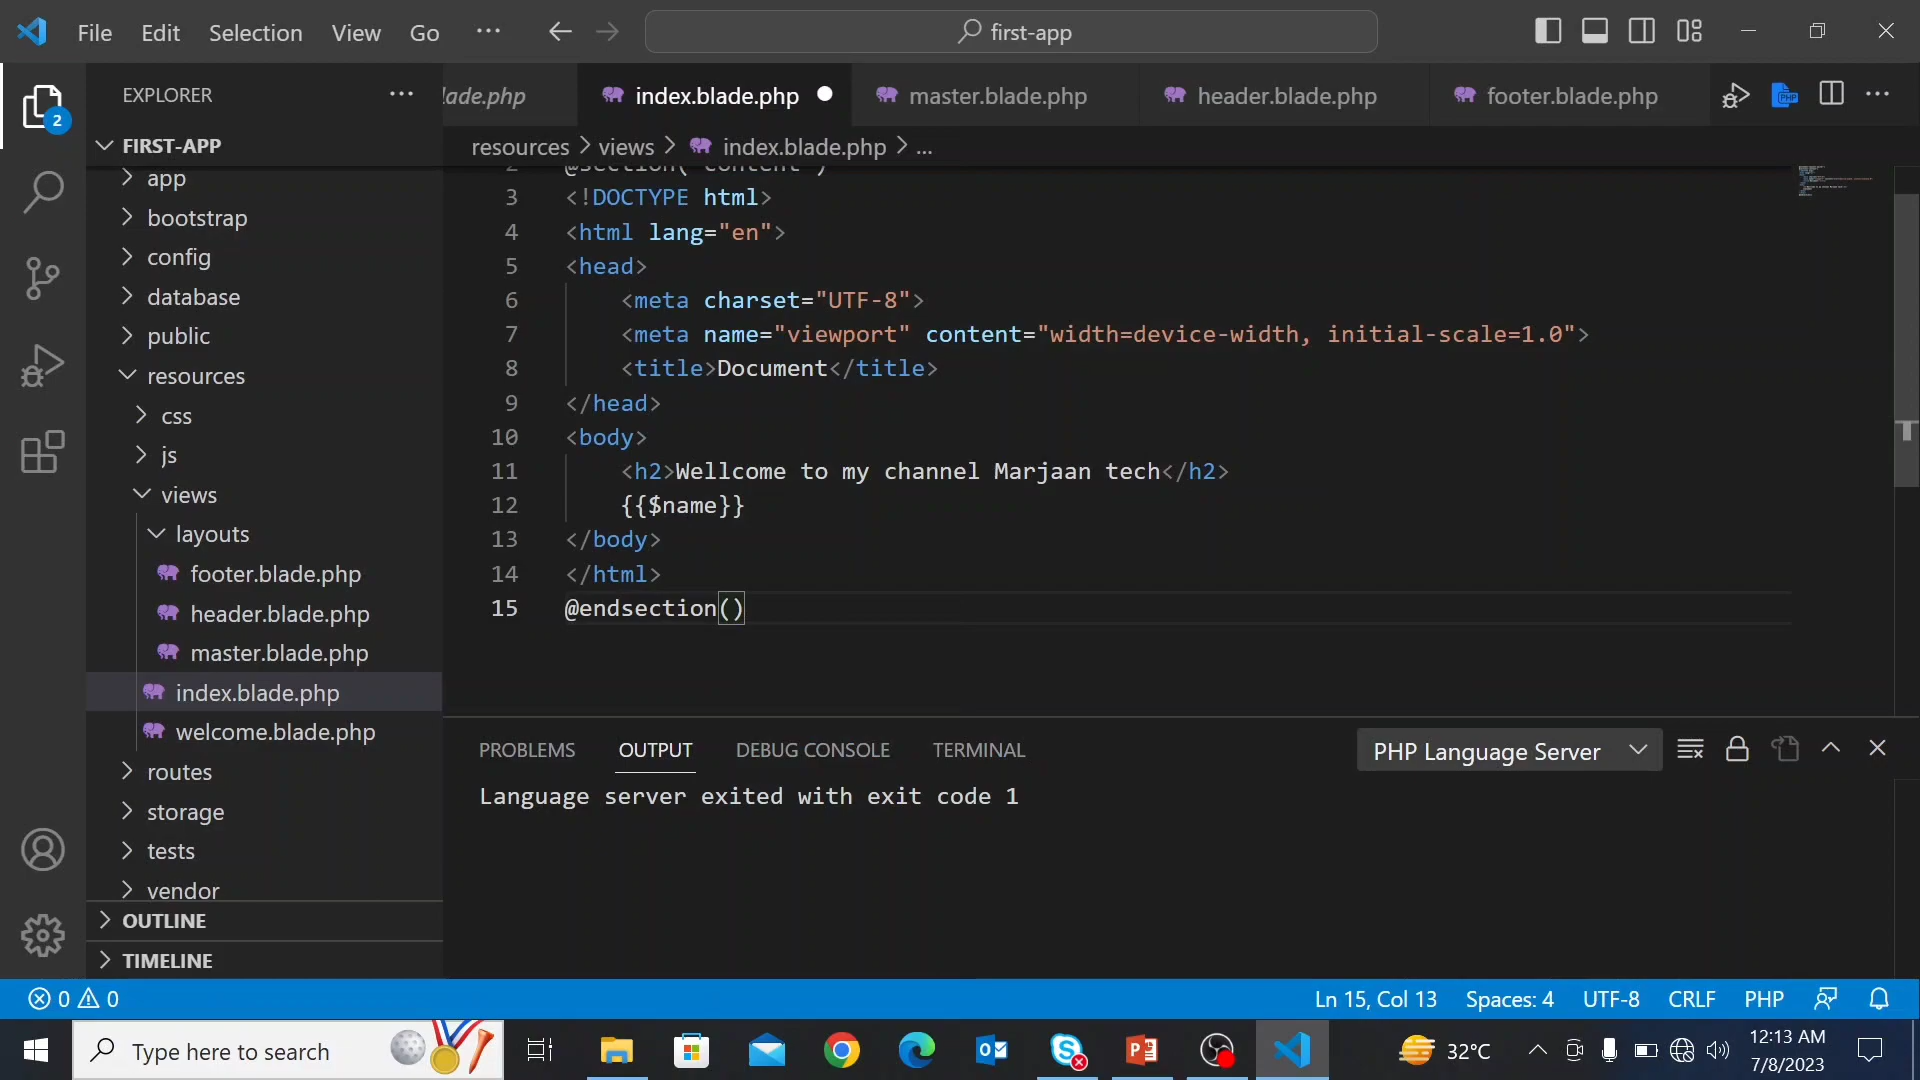 File Edit Selection View Go ... first-app
EXPLORER ...
lade.php index.blade.php master.blade.php header.blade.php footer.blade.php
FIRST-APP
resources > views > index.blade.php > ...
app
bootstrap
config
database
public
resources
css
js
views
layouts
footer.blade.php
header.blade.php
master.blade.php
index.blade.php
welcome.blade.php
routes
storage
tests
vendor
OUTLINE
TIMELINE
2 @section('content')
3 <!DOCTYPE html>
4 <html lang="en">
5 <head>
6 <meta charset="UTF-8">
7 <meta name="viewport" content="width=device-width, initial-scale=1.0">
8 <title>Document</title>
9 </head>
10 <body>
11 <h2>Wellcome to my channel Marjaan tech</h2>
12 {{$name}}
13 </body>
14 </html>
15 @endsection()
PROBLEMS OUTPUT DEBUG CONSOLE TERMINAL PHP Language Server
Language server exited with exit code 1
0 0 Ln 15, Col 13 Spaces: 4 UTF-8 CRLF PHP
Type here to search 32°C 12:13 AM
7/8/2023